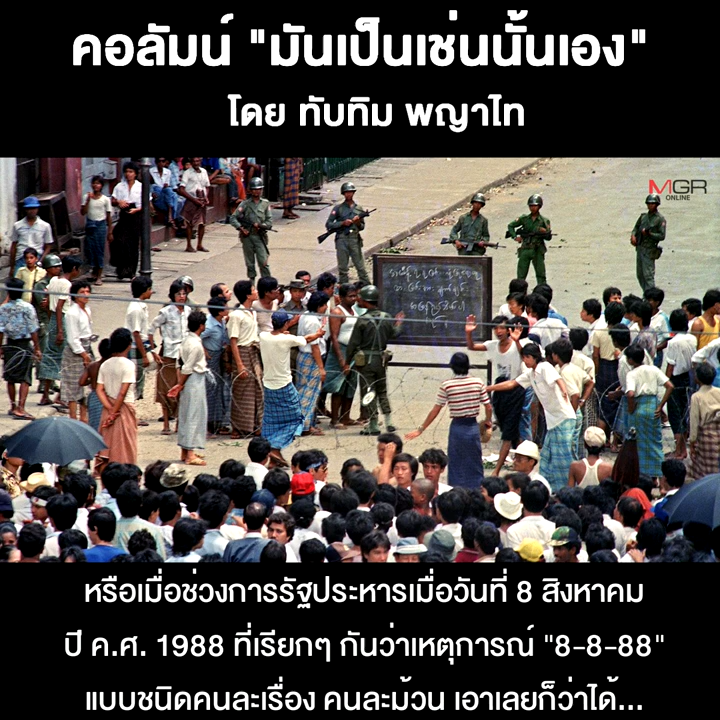 คอลัมน์ "มันเป็นเช่นนั้นเอง"
โดย ทับทิม พญาไท
MGR
ONLINE
หรือเมื่อช่วงการรัฐประหารเมื่อวันที่ 8 สิงหาคม
ปี ค.ศ. 1988 ที่เรียกๆ กันว่าเหตุการณ์ "8-8-88"
แบบชนิดคนละเรื่อง คนละม้วน เอาเลยก็ว่าได้...